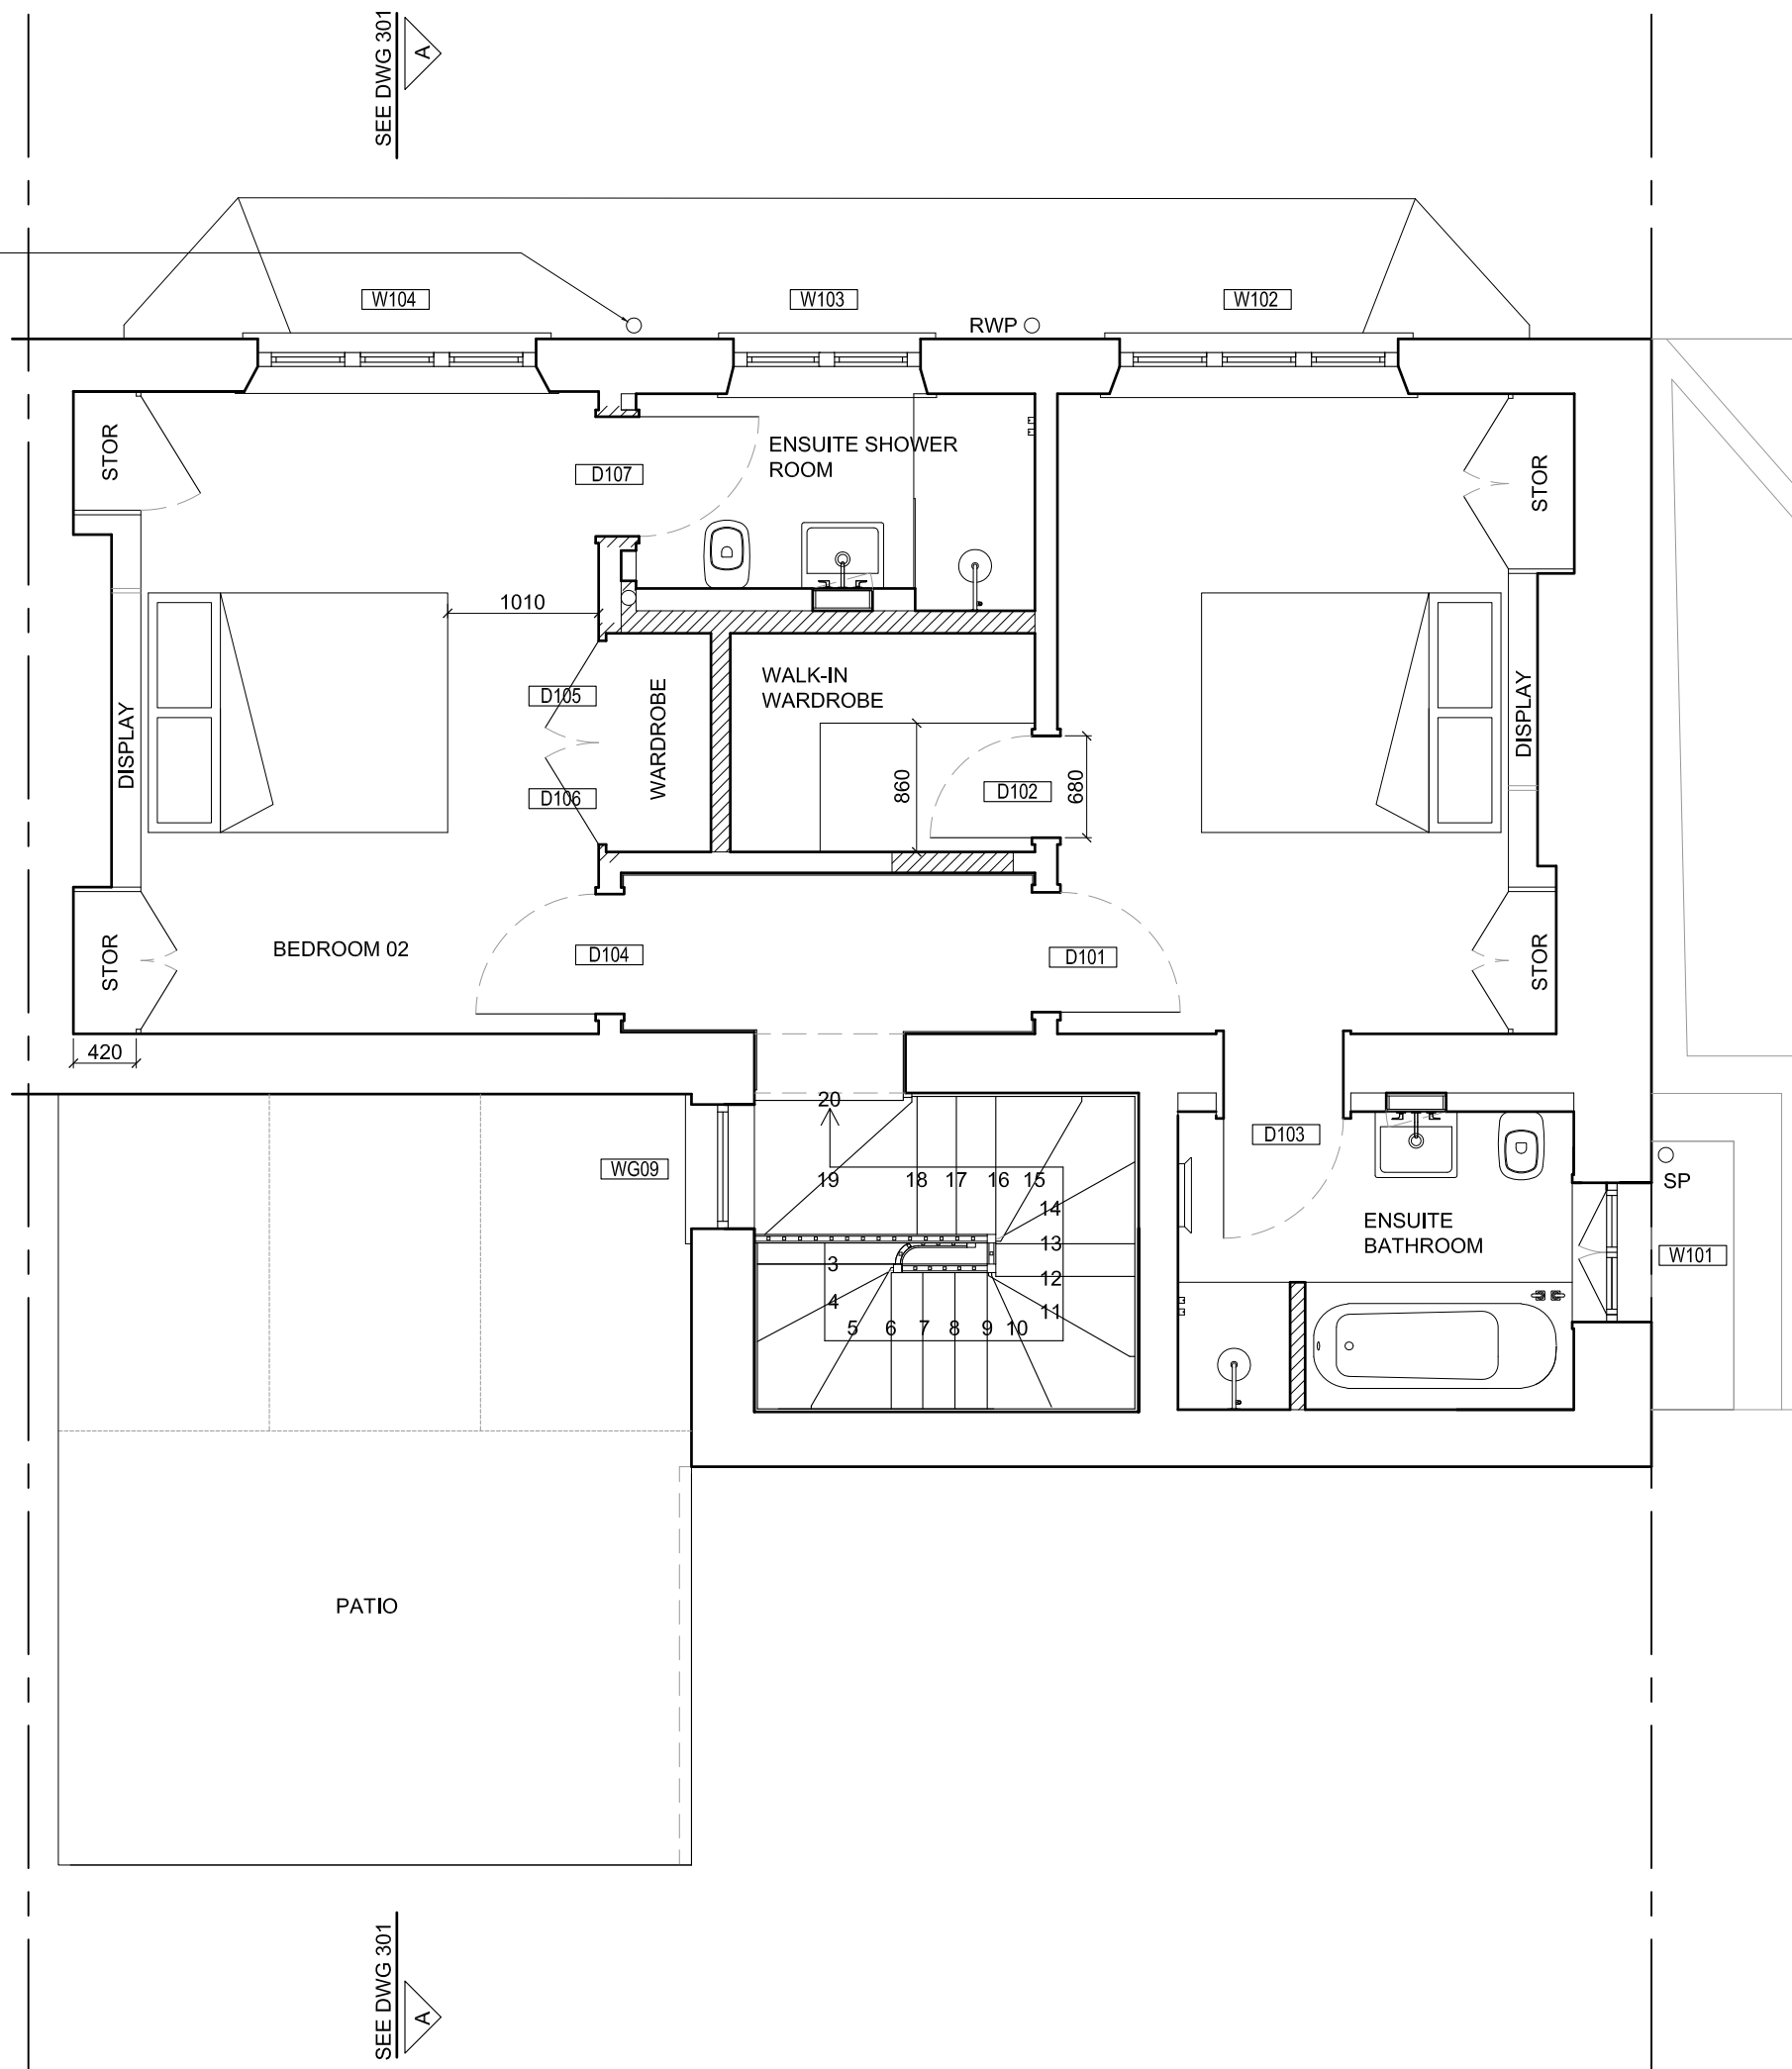 SEE DWG 301
A
W104
W103
W102
RWP
STOR
D107
ENSUITE SHOWER
ROOM
STOR
1010
DISPLAY
D105
D106
WARDROBE
WALK-IN
WARDROBE
860
D102
680
DISPLAY
STOR
BEDROOM 02
D104
D101
STOR
420
20
WG09
19
18
17
16
15
14
13
12
11
10
9
8
7
6
5
4
3
D103
ENSUITE
BATHROOM
SP
W101
PATIO
SEE DWG 301
A